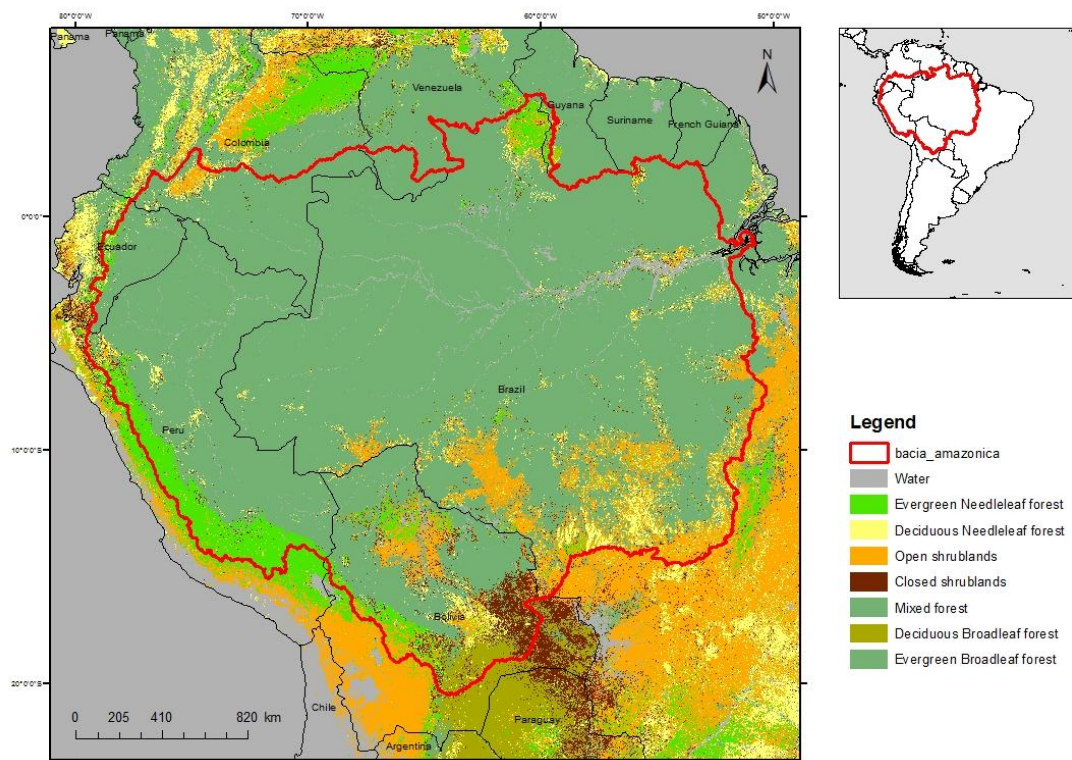 80°0'0"W
70°0'0"W
60°0'0"W
50°0'0"W
Panama
Panama
N
Venezuela
Guyana
Suriname
French Guiana
Colombia
0°0'0"
Ecuador
Brazil
Peru
10°0'0"S
Bolivia
20°0'0"S
0 205 410 820 km
Chile
Paraguay
Argentina
Legend
bacia_amazonica
Water
Evergreen Needleleaf forest
Deciduous Needleleaf forest
Open shrublands
Closed shrublands
Mixed forest
Deciduous Broadleaf forest
Evergreen Broadleaf forest